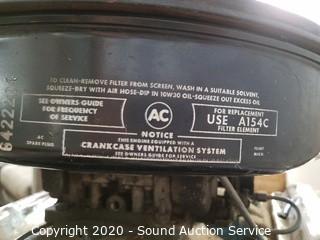 TO CLEAN-REMOVE FILTER FROM SCREEN, WASH IN A SUITABLE SOLVENT,
SQUEEZE-DRY WITH AIR HOSE-DIP IN 10W30 OIL-SQUEEZE OUT EXCESS OIL
SEE OWNERS GUIDE
FOR FREQUENCY
OF SERVICE
AC
FOR REPLACEMENT
USE A154C
FILTER ELEMENT
AC
SPARK PLUG
NOTICE
THIS ENGINE EQUIPPED WITH A
CRANKCASE VENTILATION SYSTEM
SEE OWNERS GUIDE FOR SERVICE
FLINT
MICH.
Copyright 2020 - Sound Auction Service